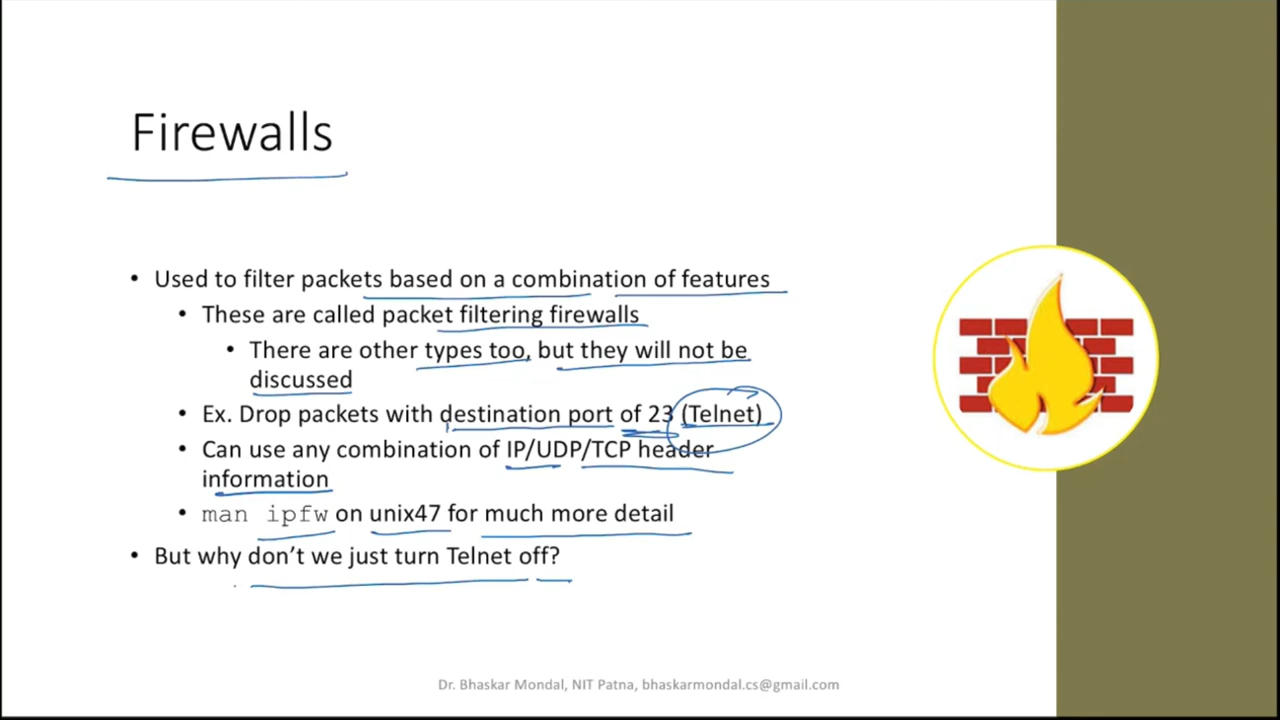 Firewalls
• Used to filter packets based on a combination of features
• These are called packet filtering firewalls
• There are other types too, but they will not be
discussed
• Ex. Drop packets with destination port of 23 (Telnet)
• Can use any combination of IP/UDP/TCP header
information
• man ipfw on unix47 for much more detail
• But why don’t we just turn Telnet off?
Dr. Bhaskar Mondal, NIT Patna, bhaskarmondal.cs@gmail.com